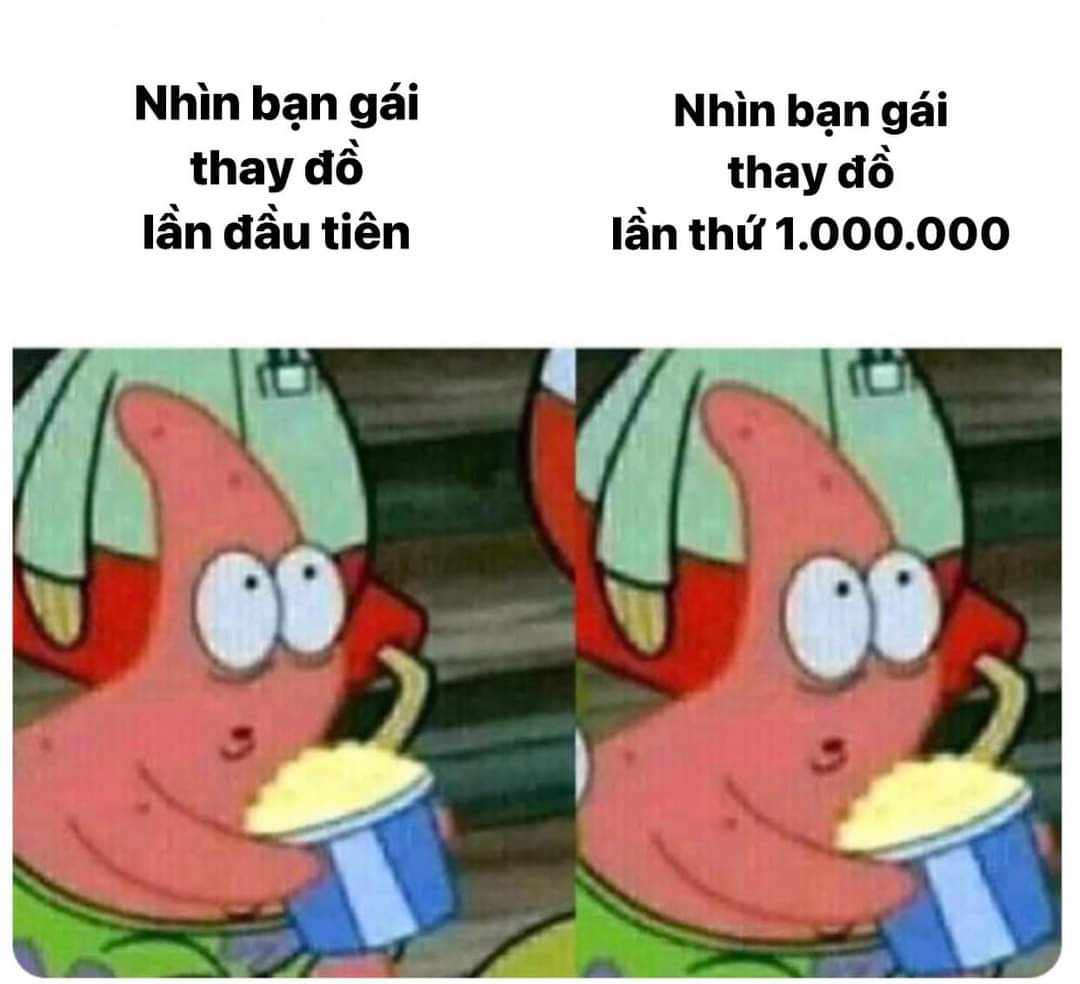 Nhìn bạn gái
thay đồ
lần đầu tiên
Nhìn bạn gái
thay đồ
lần thứ 1.000.000